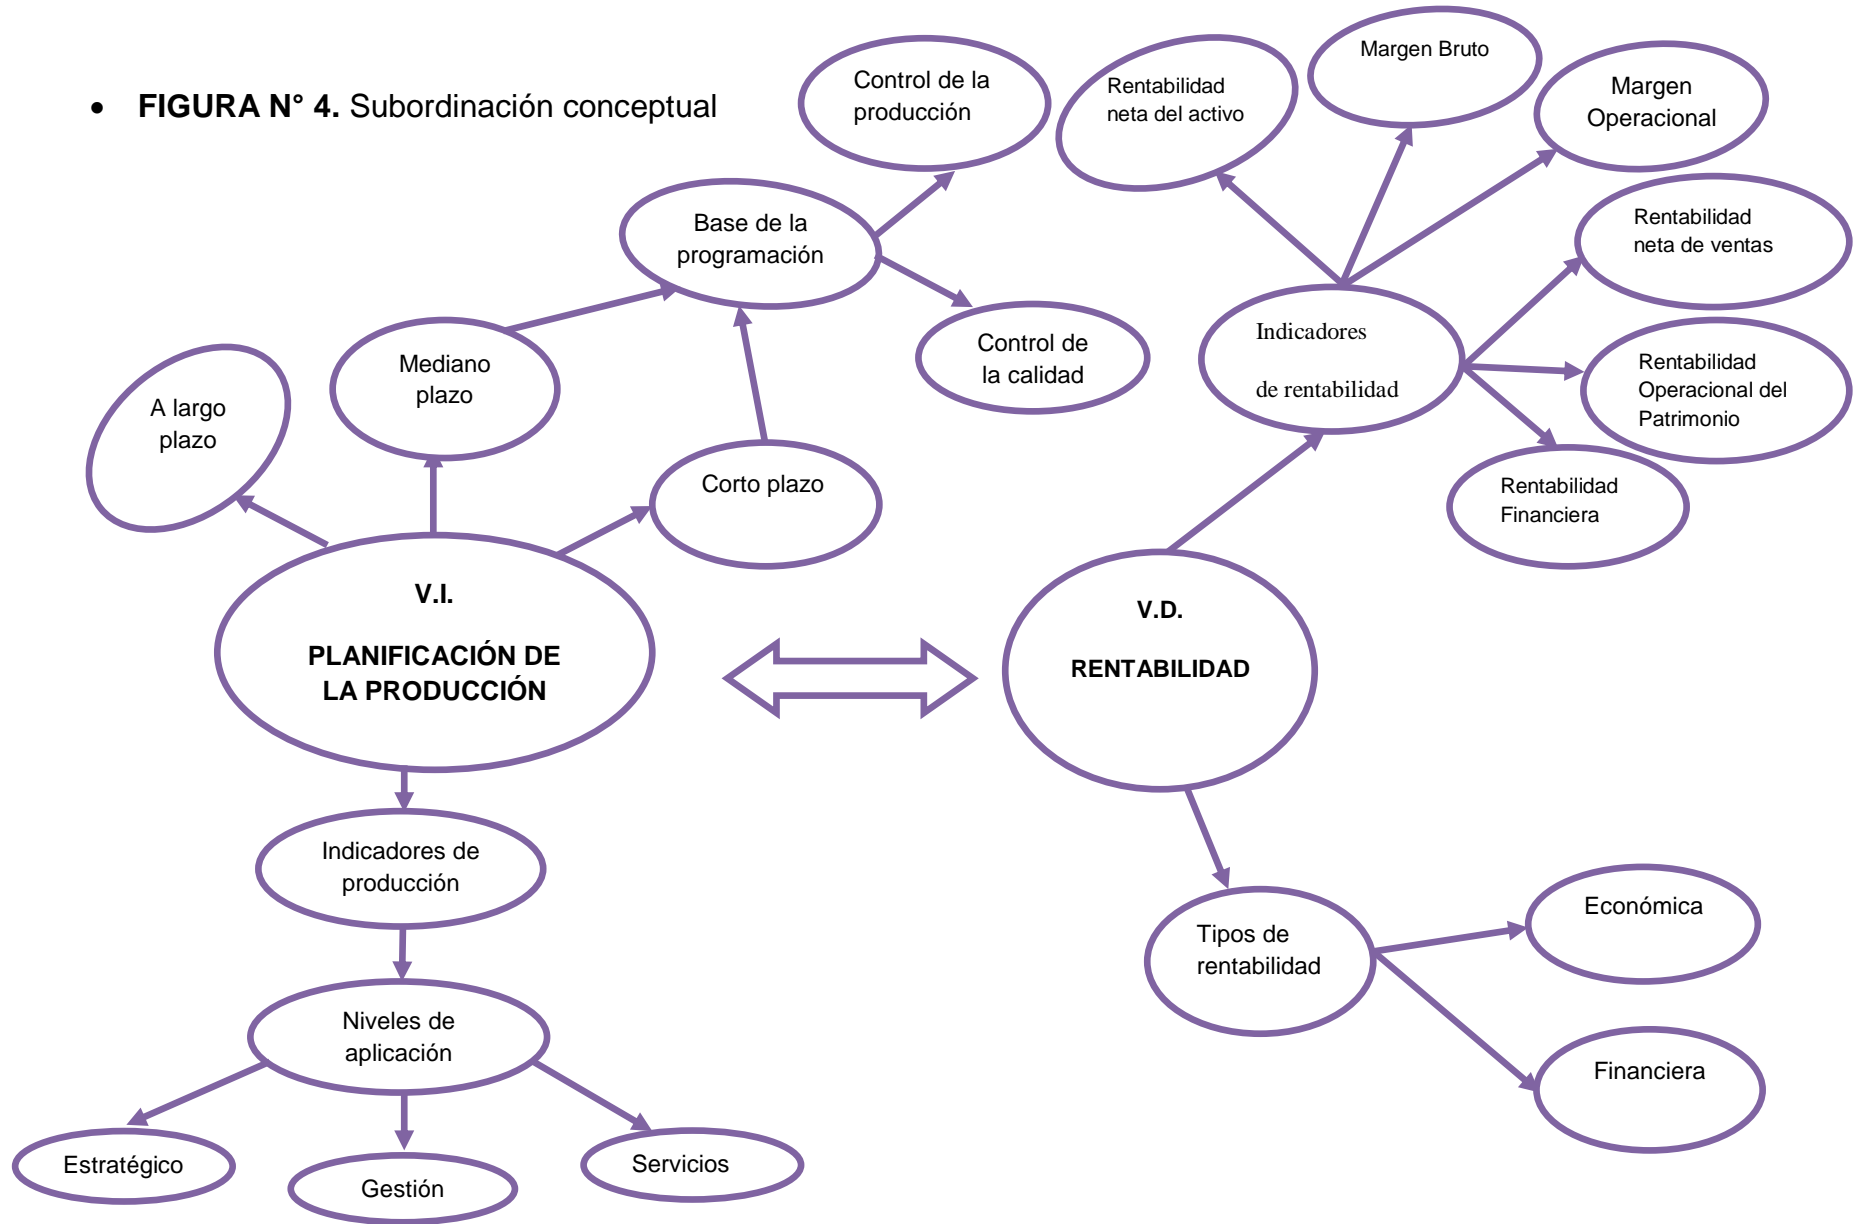 • FIGURA N° 4. Subordinación conceptual
Control de la
producción
Rentabilidad
neta del activo
Margen Bruto
Margen
Operacional
Base de la
programación
Rentabilidad
neta de ventas
Mediano
plazo
Control de
la calidad
Indicadores
de rentabilidad
Rentabilidad
Operacional del
Patrimonio
A largo
plazo
Corto plazo
Rentabilidad
Financiera
V.I.
PLANIFICACIÓN DE
LA PRODUCCIÓN
V.D.
RENTABILIDAD
Indicadores de
producción
Tipos de
rentabilidad
Económica
Niveles de
aplicación
Financiera
Estratégico
Gestión
Servicios